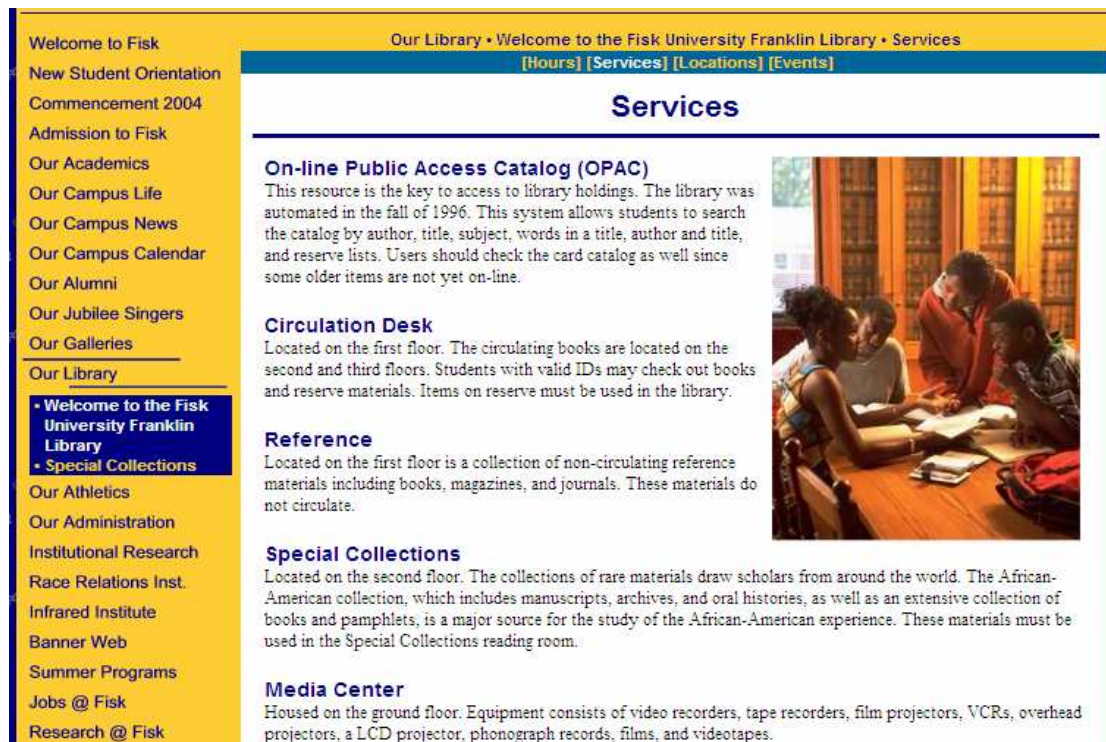 Welcome to Fisk
New Student Orientation
Commencement 2004
Admission to Fisk
Our Academics
Our Campus Life
Our Campus News
Our Campus Calendar
Our Alumni
Our Jubilee Singers
Our Galleries
Our Library
• Welcome to the Fisk
University Franklin
Library
• Special Collections
Our Athletics
Our Administration
Institutional Research
Race Relations Inst.
Infrared Institute
Banner Web
Summer Programs
Jobs @ Fisk
Research @ Fisk
Our Library • Welcome to the Fisk University Franklin Library • Services
[Hours] [Services] [Locations] [Events]
Services
On-line Public Access Catalog (OPAC)
This resource is the key to access to library holdings. The library was
automated in the fall of 1996. This system allows students to search
the catalog by author, title, subject, words in a title, author and title,
and reserve lists. Users should check the card catalog as well since
some older items are not yet on-line.
Circulation Desk
Located on the first floor. The circulating books are located on the
second and third floors. Students with valid IDs may check out books
and reserve materials. Items on reserve must be used in the library.
Reference
Located on the first floor is a collection of non-circulating reference
materials including books, magazines, and journals. These materials do
not circulate.
Special Collections
Located on the second floor. The collections of rare materials draw scholars from around the world. The African-
American collection, which includes manuscripts, archives, and oral histories, as well as an extensive collection of
books and pamphlets, is a major source for the study of the African-American experience. These materials must be
used in the Special Collections reading room.
Media Center
Housed on the ground floor. Equipment consists of video recorders, tape recorders, film projectors, VCRs, overhead
projectors, a LCD projector, phonograph records, films, and videotapes.